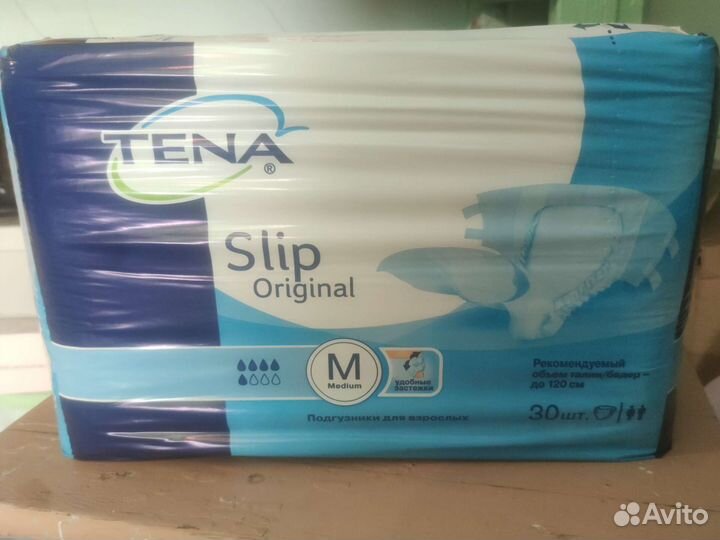 TENA
®
Slip
Original
M
Medium
удобные
застежки
Рекомендуемый
объем талии/бедер –
до 120 см
Подгузники для взрослых
30шт.
Avito